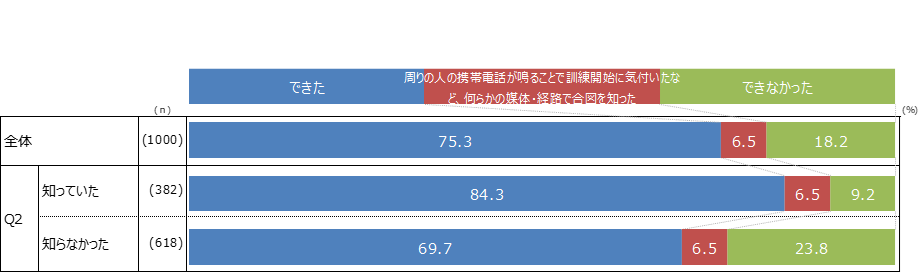 できた
周りの人の携帯電話が鳴ることで訓練開始に気付いたな
ど、何らかの媒体・経路で合図を知った
できなかった
(n)
(%)
全体
(1000)
75.3
6.5
18.2
Q2
知っていた
(382)
84.3
6.5
9.2
知らなかった
(618)
69.7
6.5
23.8